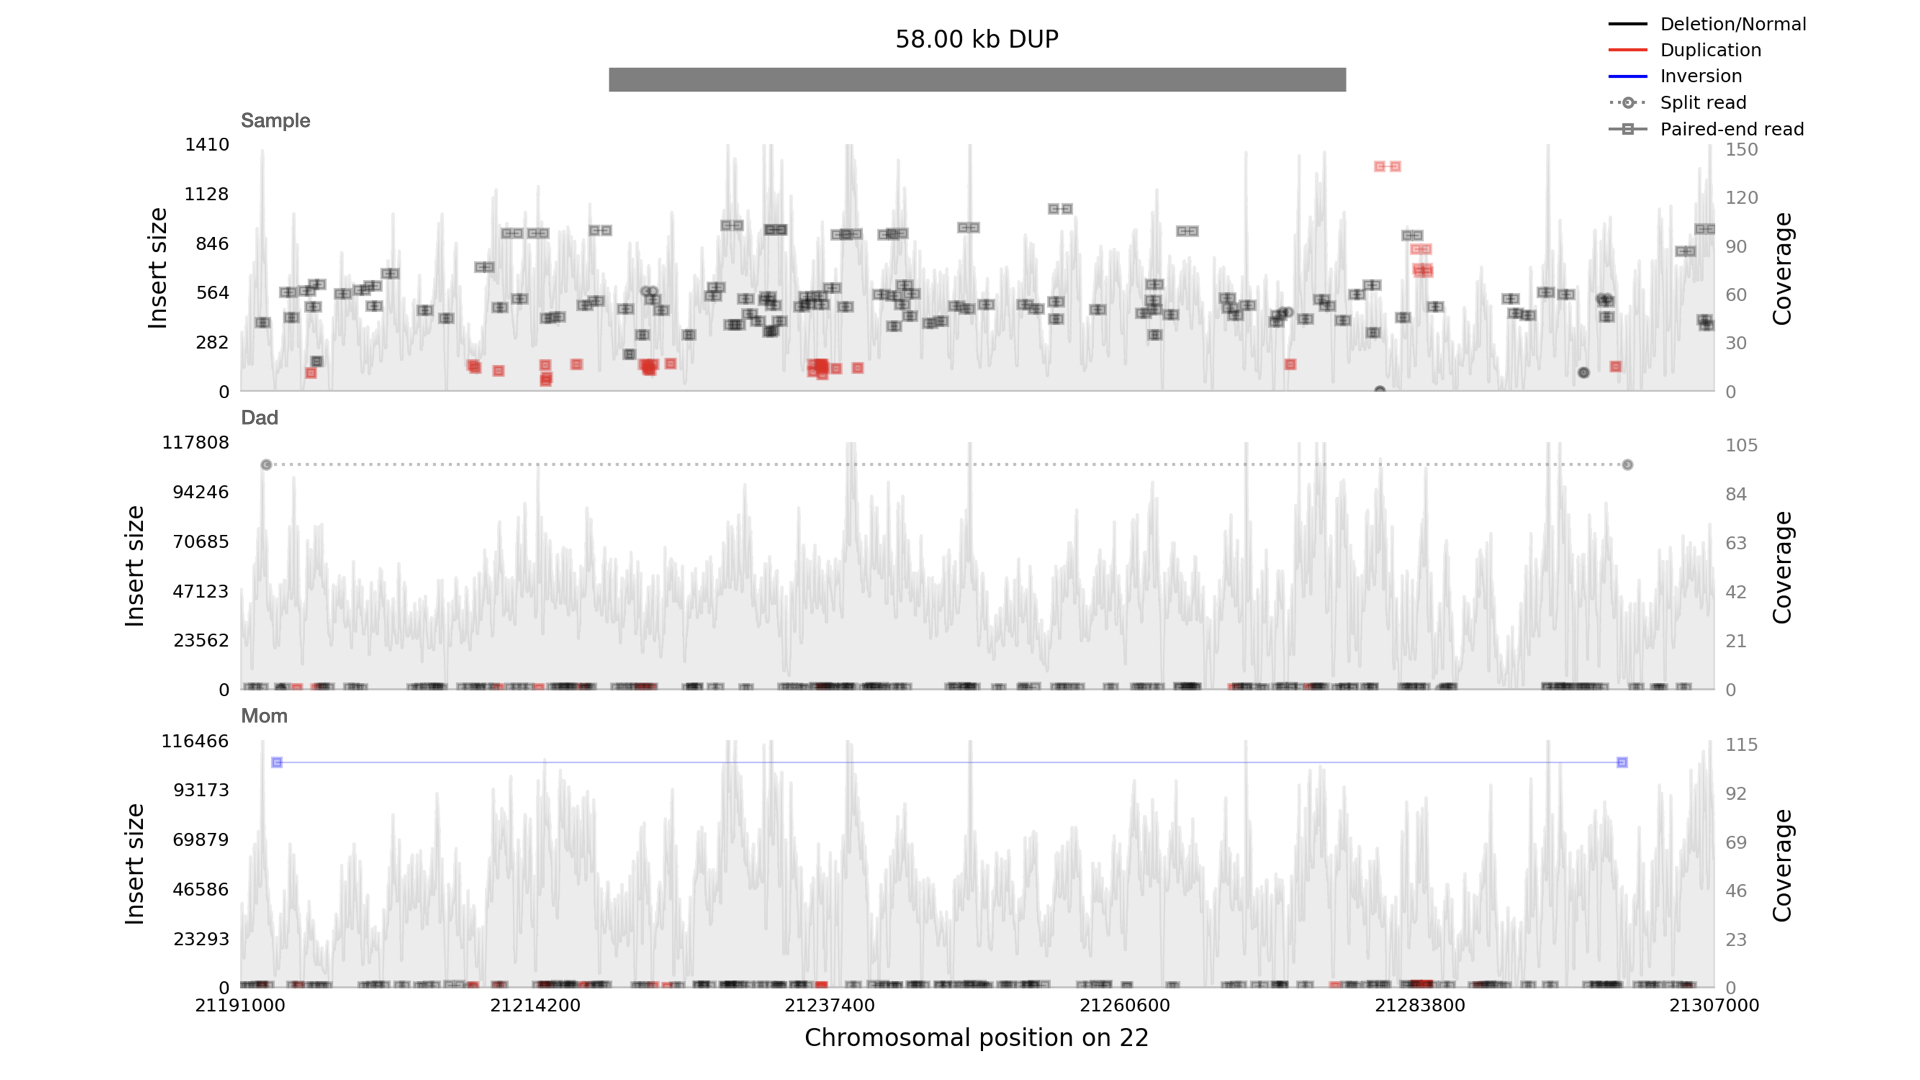 58.00 kb DUP
Deletion/Normal
Duplication
Inversion
Split read
Paired-end read
Sample
1410
1128
846
564
282
0
Insert size
150
120
90
60
30
0
Coverage
Dad
117808
94246
70685
47123
23562
0
Insert size
105
84
63
42
21
0
Coverage
Mom
116466
93173
69879
46586
23293
0
Insert size
115
92
69
46
23
0
Coverage
21191000 21214200 21237400 21260600 21283800 21307000
Chromosomal position on 22